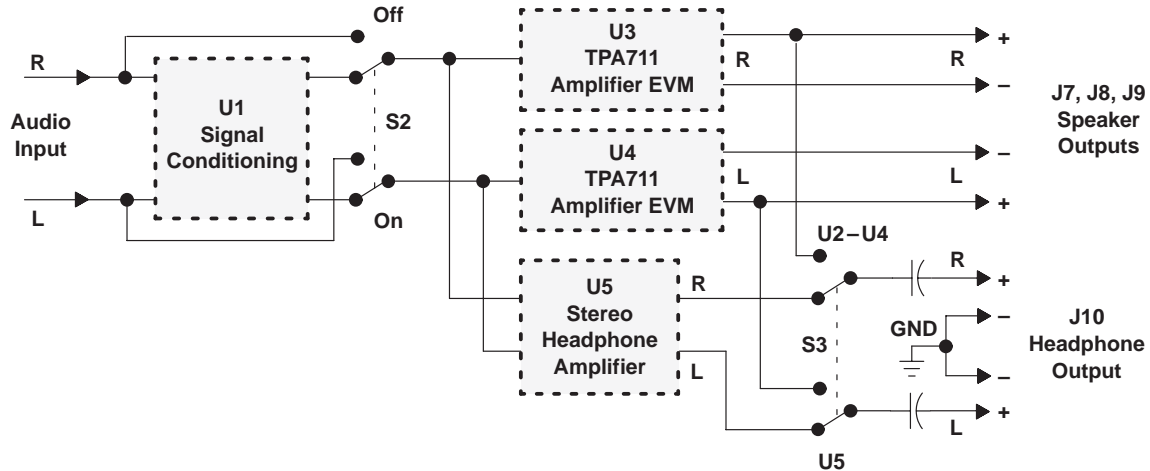 Off
R
Audio
Input
L
U1
Signal
Conditioning
S2
On
U3
TPA711
Amplifier EVM
R
U4
TPA711
Amplifier EVM
L
R
+
–
–
L
+
J7, J8, J9
Speaker
Outputs
U5
Stereo
Headphone
Amplifier
R
L
U2–U4
S3
U5
R
+
GND
–
–
L
+
J10
Headphone
Output